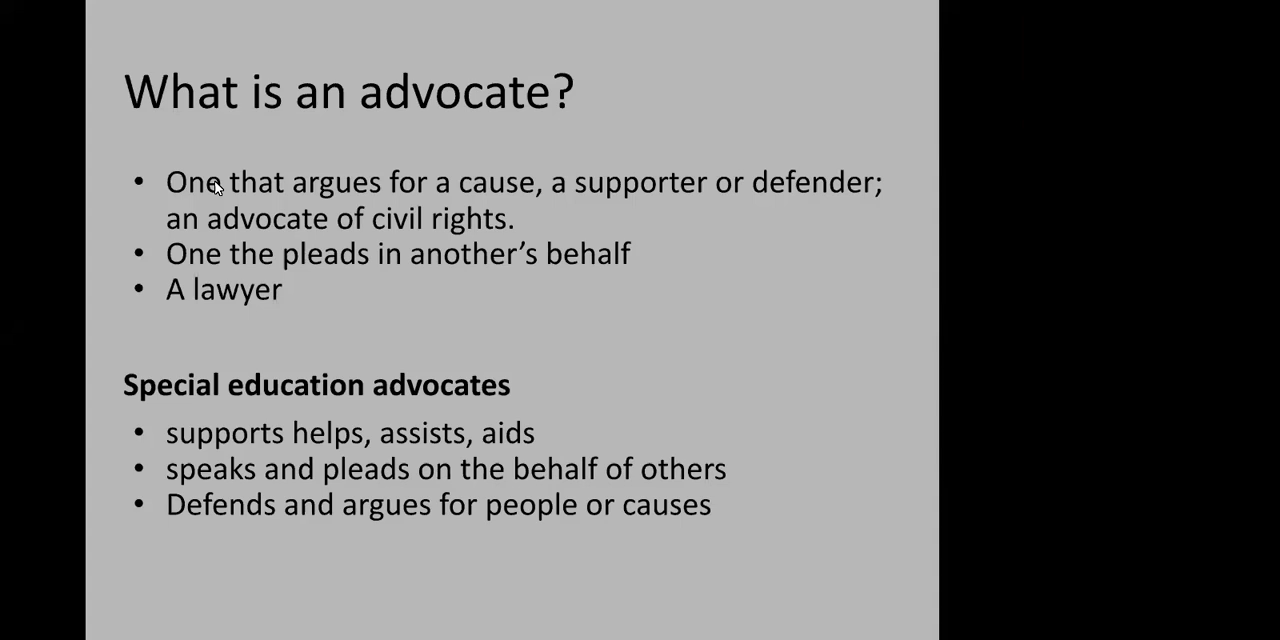 What is an advocate?
• One that argues for a cause, a supporter or defender;
an advocate of civil rights.
• One the pleads in another’s behalf
• A lawyer
Special education advocates
• supports helps, assists, aids
• speaks and pleads on the behalf of others
• Defends and argues for people or causes